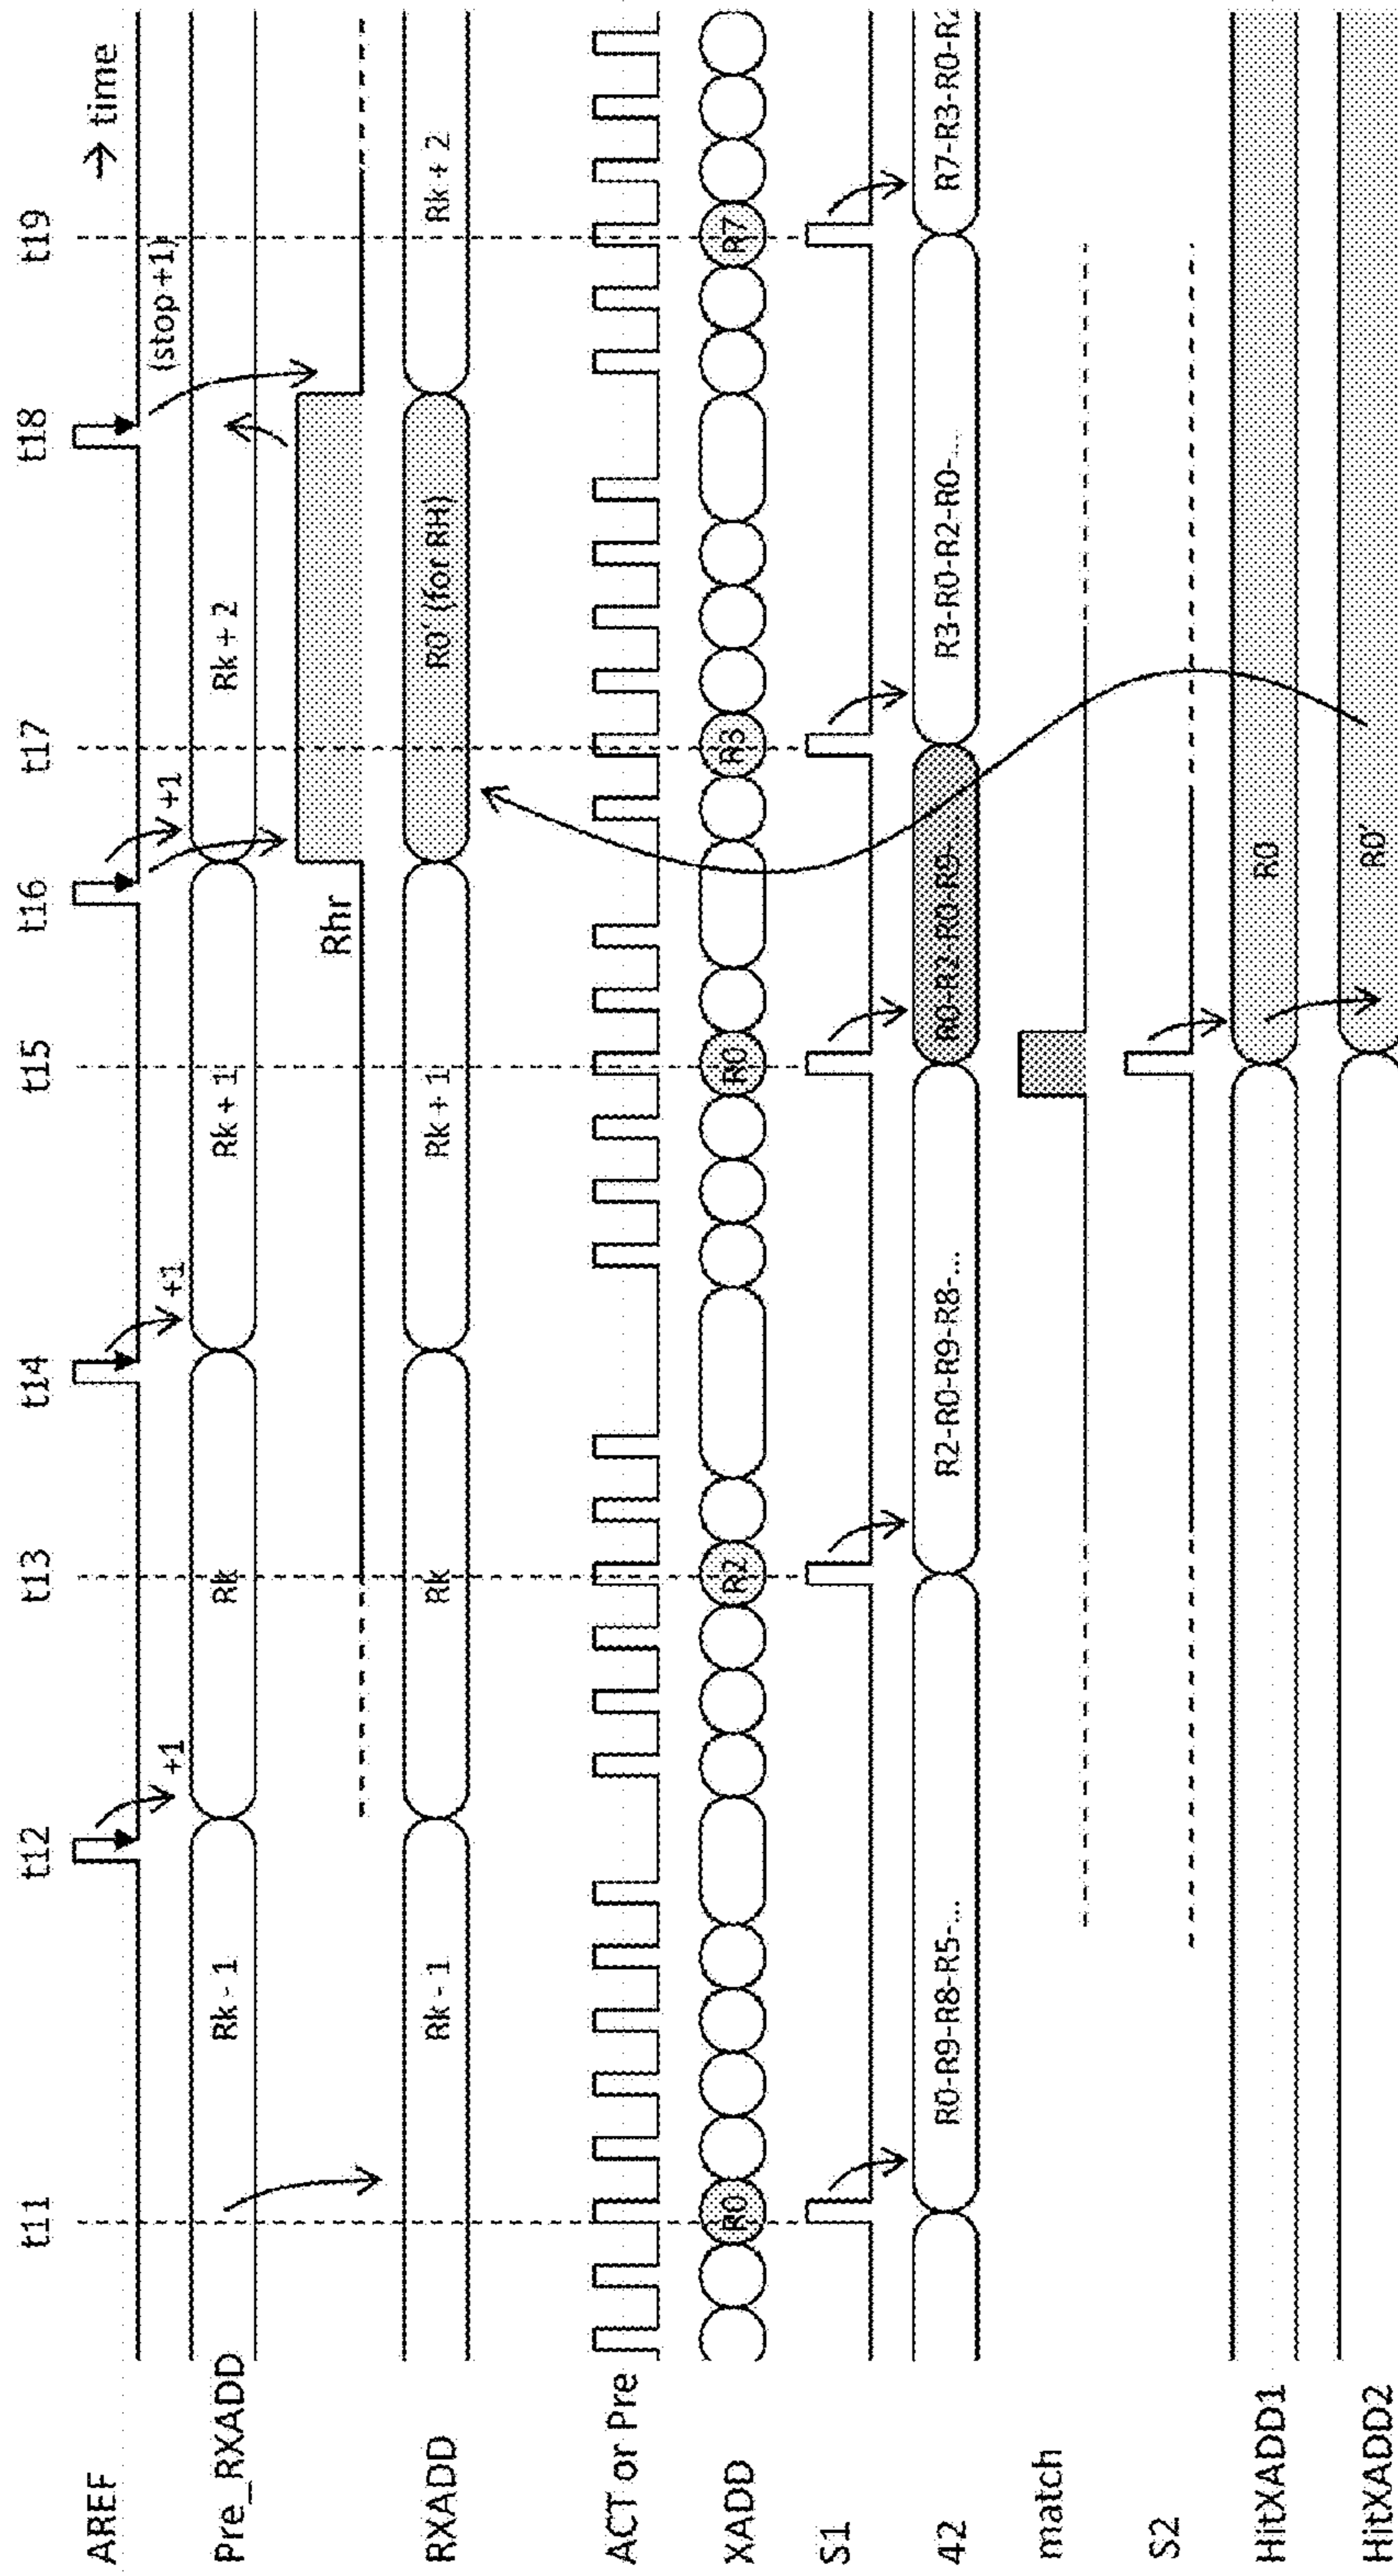 t11 t12 t13 t14 t15 t16 t17 t18 t19
→ time
AREF
+1 +1 +1 (stop +1)
Pre_RXADD Rk - 1 Rk Rk + 1 Rk + 2
Rhr
RXADD Rk - 1 Rk Rk + 1 R0' (for RH) Rk + 2
ACT or Pre
XADD R0 R2 R0 R3 R7
S1
42 R0-R9-R8-R5-... R2-R0-R9-R8-... R0-R2-R0-R9- R3-R0-R2-R0-... R7-R3-R0-R2
match
S2
HitXADD1 R0
HitXADD2 R0'